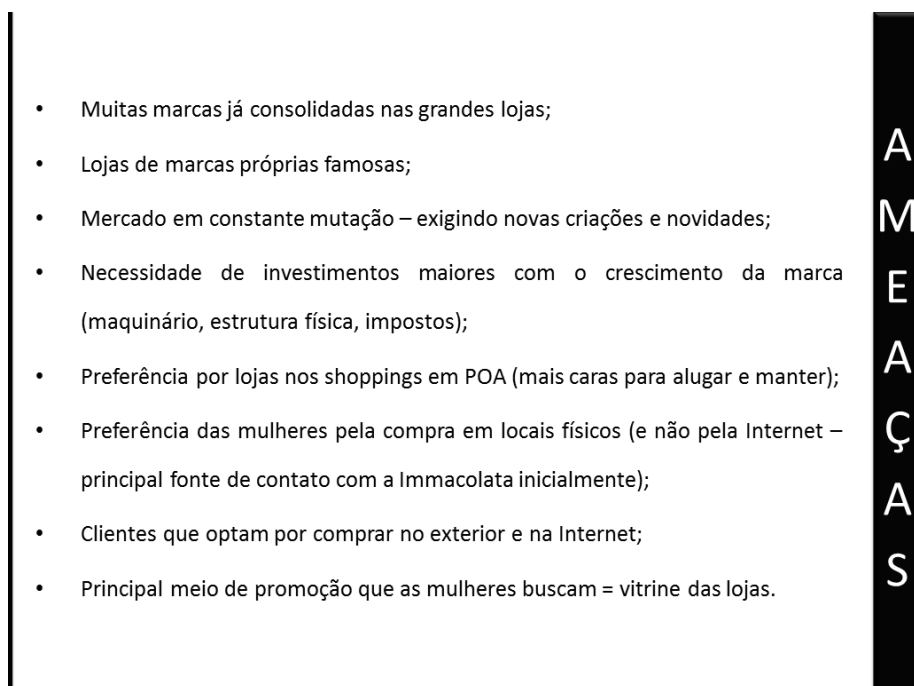 • Muitas marcas já consolidadas nas grandes lojas;
• Lojas de marcas próprias famosas;
• Mercado em constante mutação – exigindo novas criações e novidades;
• Necessidade de investimentos maiores com o crescimento da marca
(maquinário, estrutura física, impostos);
• Preferência por lojas nos shoppings em POA (mais caras para alugar e manter);
• Preferência das mulheres pela compra em locais físicos (e não pela Internet –
principal fonte de contato com a Immacolata inicialmente);
• Clientes que optam por comprar no exterior e na Internet;
• Principal meio de promoção que as mulheres buscam = vitrine das lojas.
A
M
E
A
Ç
A
S